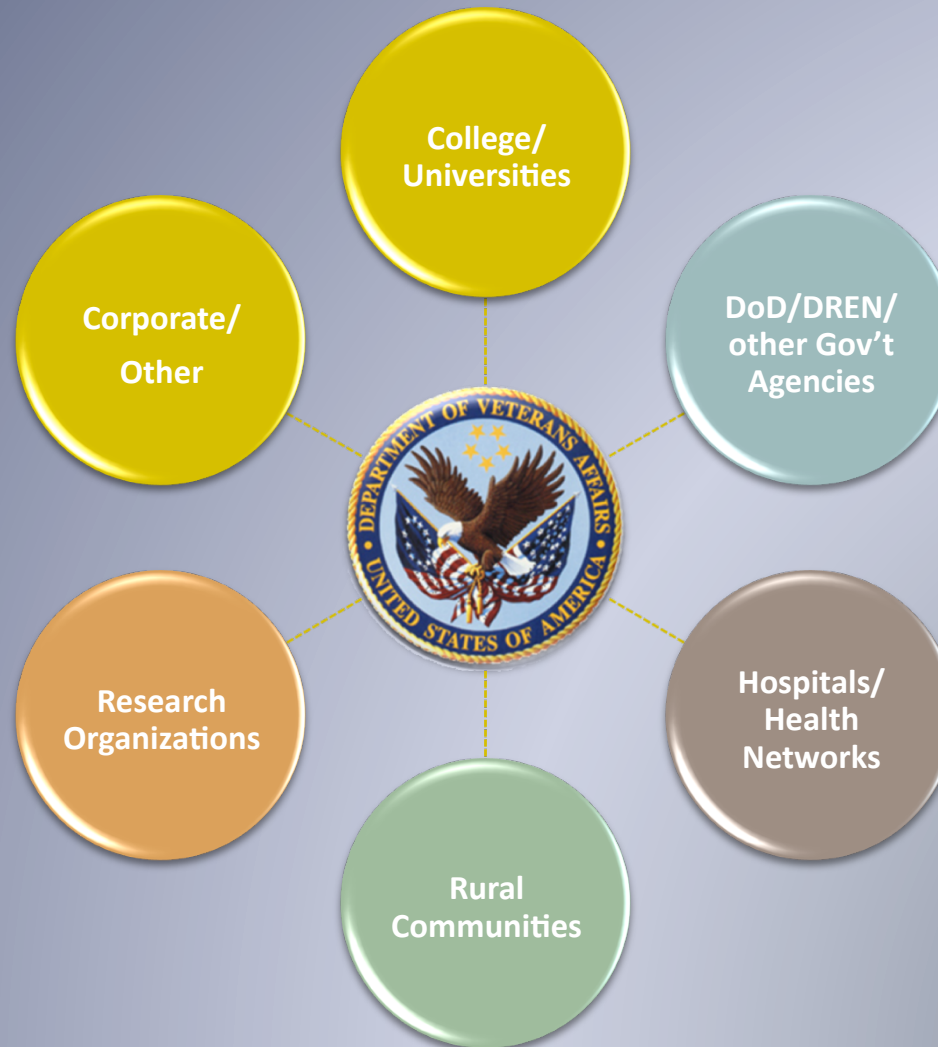 College/
Universities
Corporate/
Other
DoD/DREN/
other Gov’t
Agencies
DEPARTMENT OF VETERANS AFFAIRS
UNITED STATES OF AMERICA
Research
Organizations
Hospitals/
Health
Networks
Rural
Communities